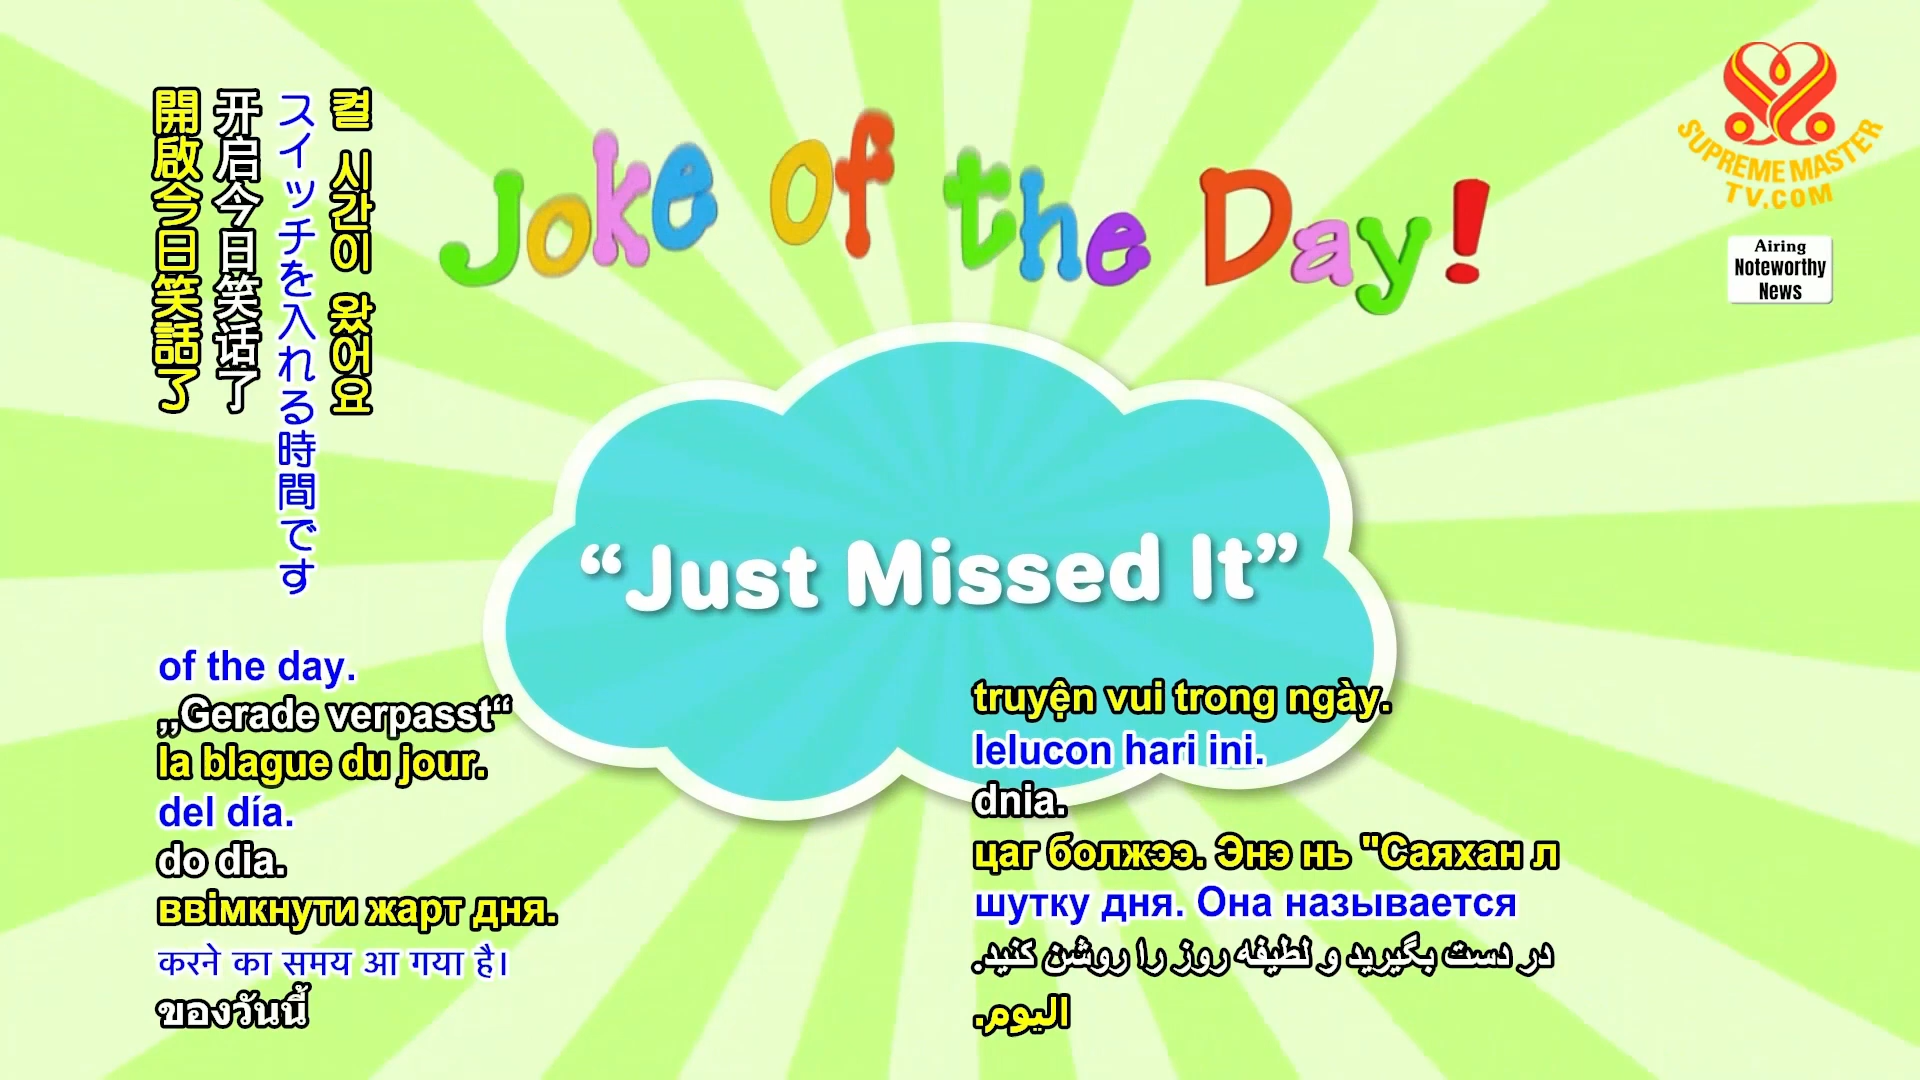 Joke of the Day!
SUPREME MASTER
TV.COM
Airing
Noteworthy
News
켤 시간이 왔어요
スイッチを入れる時間です
开启今日笑话了
開啟今日笑話了
“Just Missed It”
of the day.
„Gerade verpasst“
la blague du jour.
del día.
do dia.
ввімкнути жарт дня.
करने का समय आ गया है।
ของวันนี้
truyện vui trong ngày.
lelucon hari ini.
dnia.
цаг болжээ. Энэ нь "Саяхан л
шутку дня. Она называется
در دست بگیرید و لطیفه روز را روشن کنید.
اليوم.